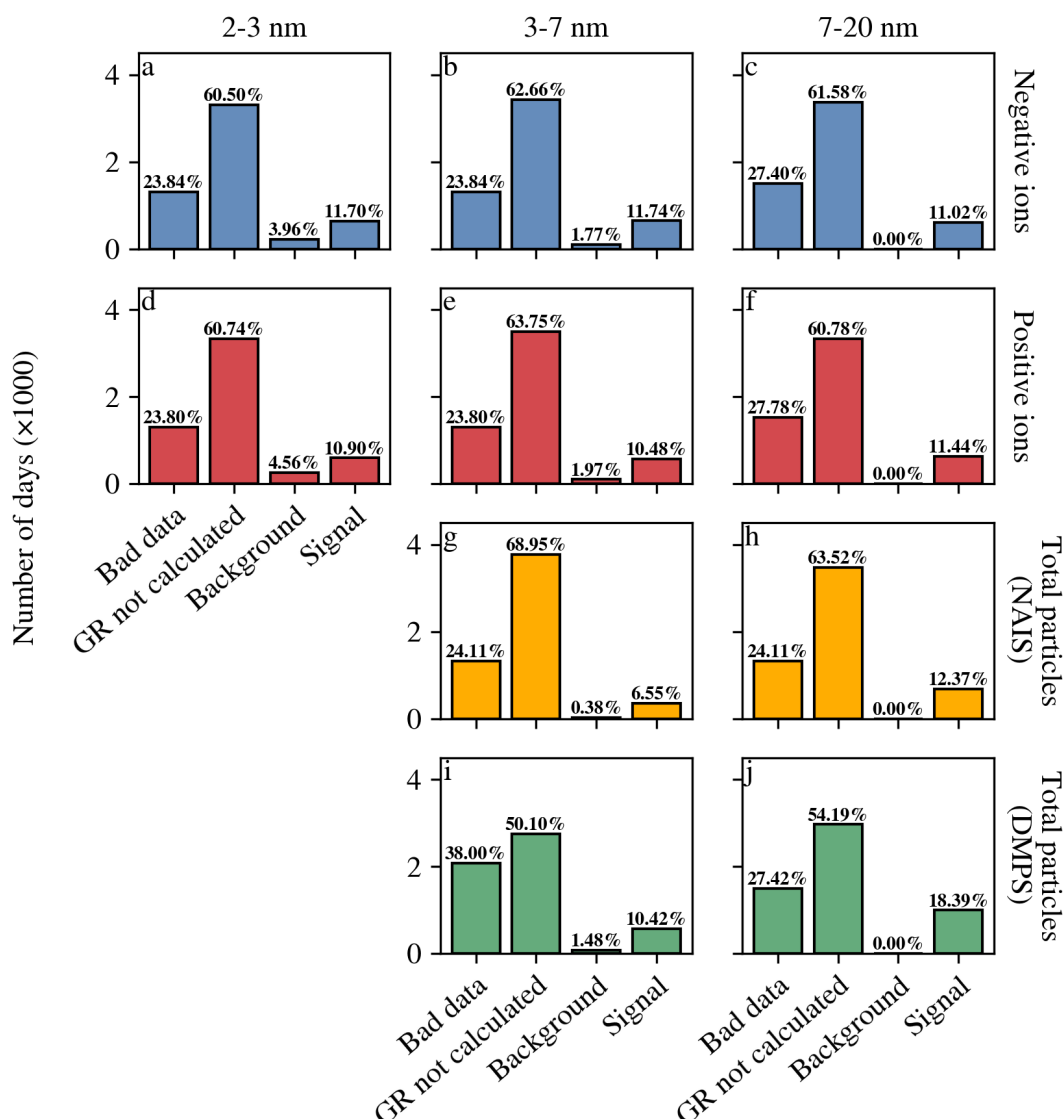 2-3 nm
3-7 nm
7-20 nm
a
4
2
0
23.84%
60.50%
3.96%
11.70%
b
23.84%
62.66%
1.77%
11.74%
c
27.40%
61.58%
0.00%
11.02%
Negative ions
d
4
2
0
23.80%
60.74%
4.56%
10.90%
Bad data
GR not calculated
Background
Signal
e
23.80%
63.75%
1.97%
10.48%
f
27.78%
60.78%
0.00%
11.44%
Positive ions
Number of days (×1000)
g
4
2
0
24.11%
68.95%
0.38%
6.55%
h
24.11%
63.52%
0.00%
12.37%
Total particles
(NAIS)
i
4
2
0
38.00%
50.10%
1.48%
10.42%
Bad data
GR not calculated
Background
Signal
j
27.42%
54.19%
0.00%
18.39%
Bad data
GR not calculated
Background
Signal
Total particles
(DMPS)